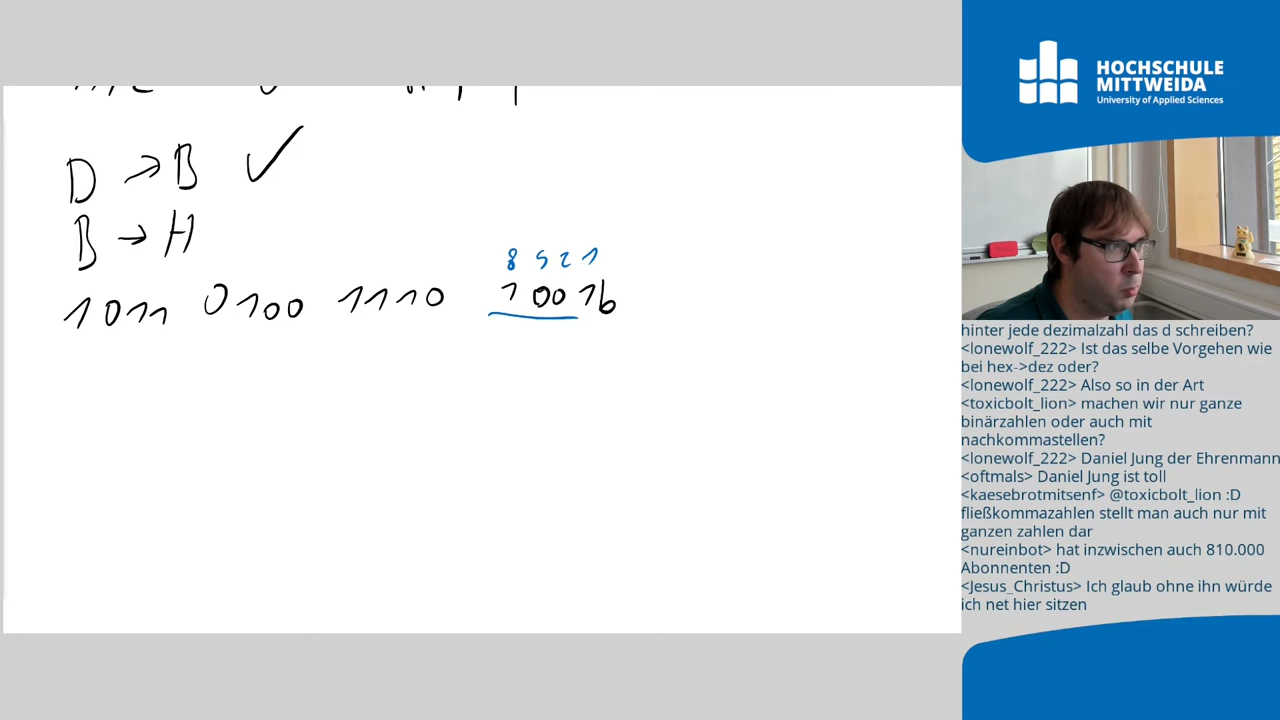 D → B ✓
B → H
8 4 2 1
1011 0100 1110 1001b
HOCHSCHULE
MITTWEIDA
University of Applied Sciences
hinter jede dezimalzahl das d schreiben?
<lonewolf_222> Ist das selbe Vorgehen wie
bei hex->dez oder?
<lonewolf_222> Also so in der Art
<toxicbolt_lion> machen wir nur ganze
binärzahlen oder auch mit
nachkommastellen?
<lonewolf_222> Daniel Jung der Ehrenmann
<oftmals> Daniel Jung ist toll
<kaesebrotmitsenf> @toxicbolt_lion :D
fließkommazahlen stellt man auch nur mit
ganzen zahlen dar
<nureinbot> hat inzwischen auch 810.000
Abonnenten :D
<Jesus_Christus> Ich glaub ohne ihn würde
ich net hier sitzen